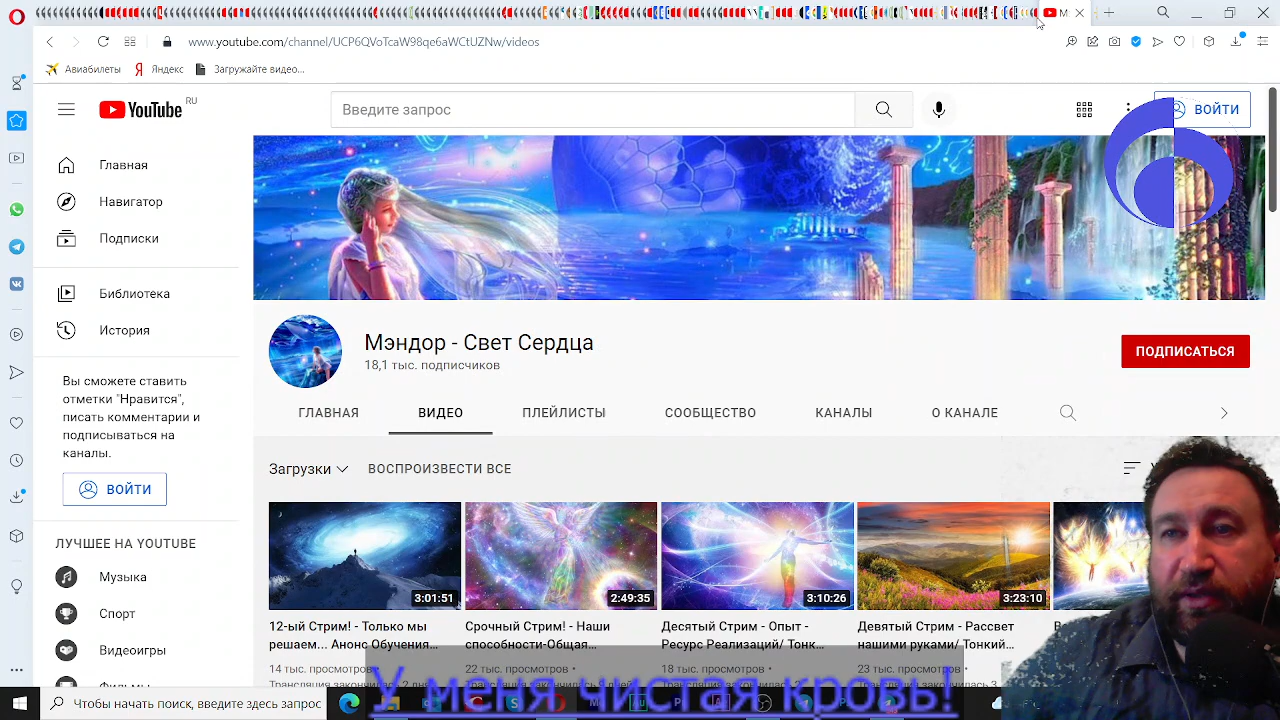 www.youtube.com/channel/UCP6QVoTcaW98qe6aWCtUZNw/videos
Авиабилеты
Яндекс
Загружайте видео...
YouTube RU
Введите запрос
ВОЙТИ
Главная
Навигатор
Подписки
Библиотека
История
Вы сможете ставить
отметки "Нравится",
писать комментарии и
подписываться на
каналы.
ВОЙТИ
ЛУЧШЕЕ НА YOUTUBE
Музыка
Спорт
Видеоигры
Фильмы
Мэндор - Свет Сердца
18,1 тыс. подписчиков
ПОДПИСАТЬСЯ
ГЛАВНАЯ
ВИДЕО
ПЛЕЙЛИСТЫ
СООБЩЕСТВО
КАНАЛЫ
О КАНАЛЕ
Загрузки
ВОСПРОИЗВЕСТИ ВСЕ
3:01:51
2:49:35
3:10:26
3:23:10
12-ый Стрим! - Только мы
решаем... Анонс Обучения...
14 тыс. просмотров •
Срочный Стрим! - Наши
способности-Общая...
22 тыс. просмотров •
Десятый Стрим - Опыт -
Ресурс Реализаций/ Тонк...
18 тыс. просмотров •
Девятый Стрим - Рассвет
нашими руками/ Тонкий...
23 тыс. просмотров •
У меня чистая кровь!
Чтобы начать поиск, введите здесь запрос